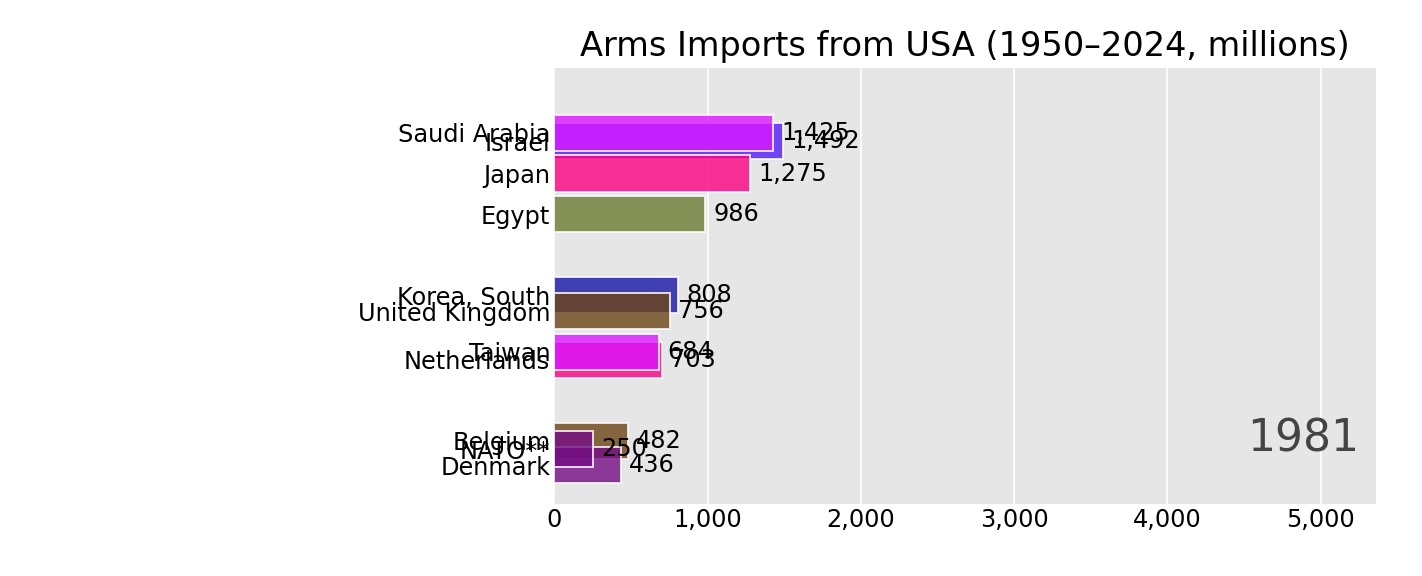 Arms Imports from USA (1950–2024, millions)
Saudi Arabia 1,425
Israel 1,492
Japan 1,275
Egypt 986
Korea, South 808
United Kingdom 756
Taiwan 684
Netherlands 703
Belgium 482
NATO** 250
Denmark 436
1981
0 1,000 2,000 3,000 4,000 5,000